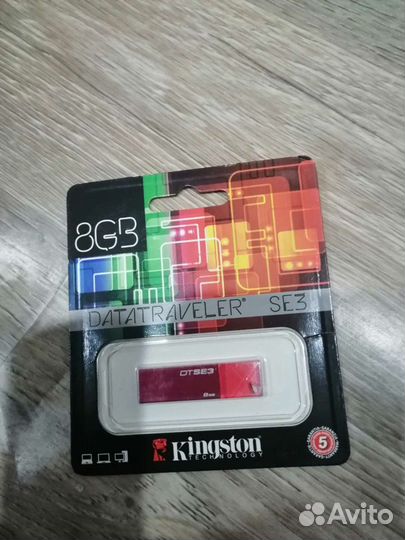 8GB
DATATRAVELER® SE3
DTSE3
8GB
Kingston
TECHNOLOGY
5
Avito